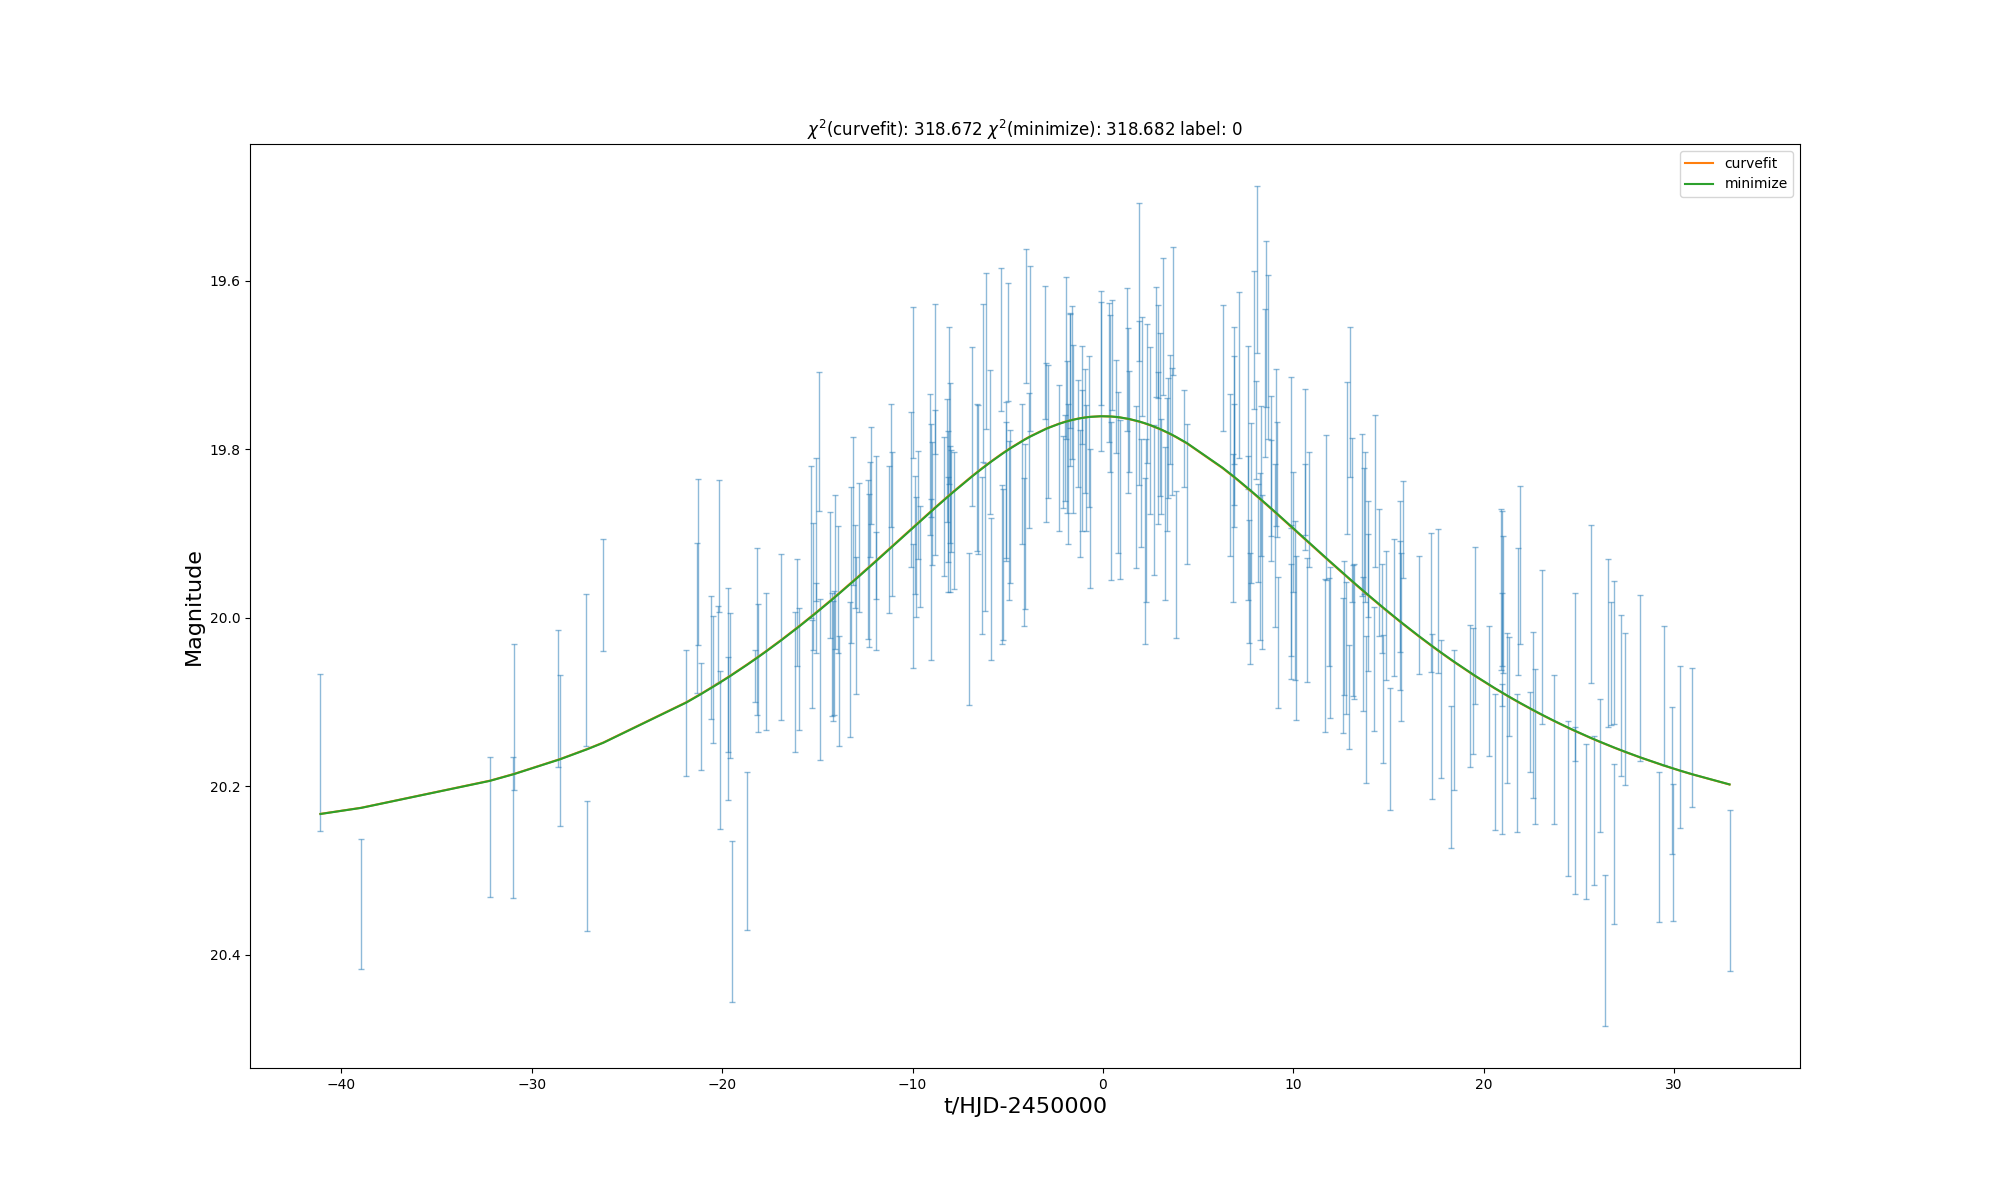 χ²(curvefit): 318.672 χ²(minimize): 318.682 label: 0
curvefit
minimize
19.6
19.8
20.0
20.2
20.4
Magnitude
−40 −30 −20 −10 0 10 20 30
t/HJD-2450000